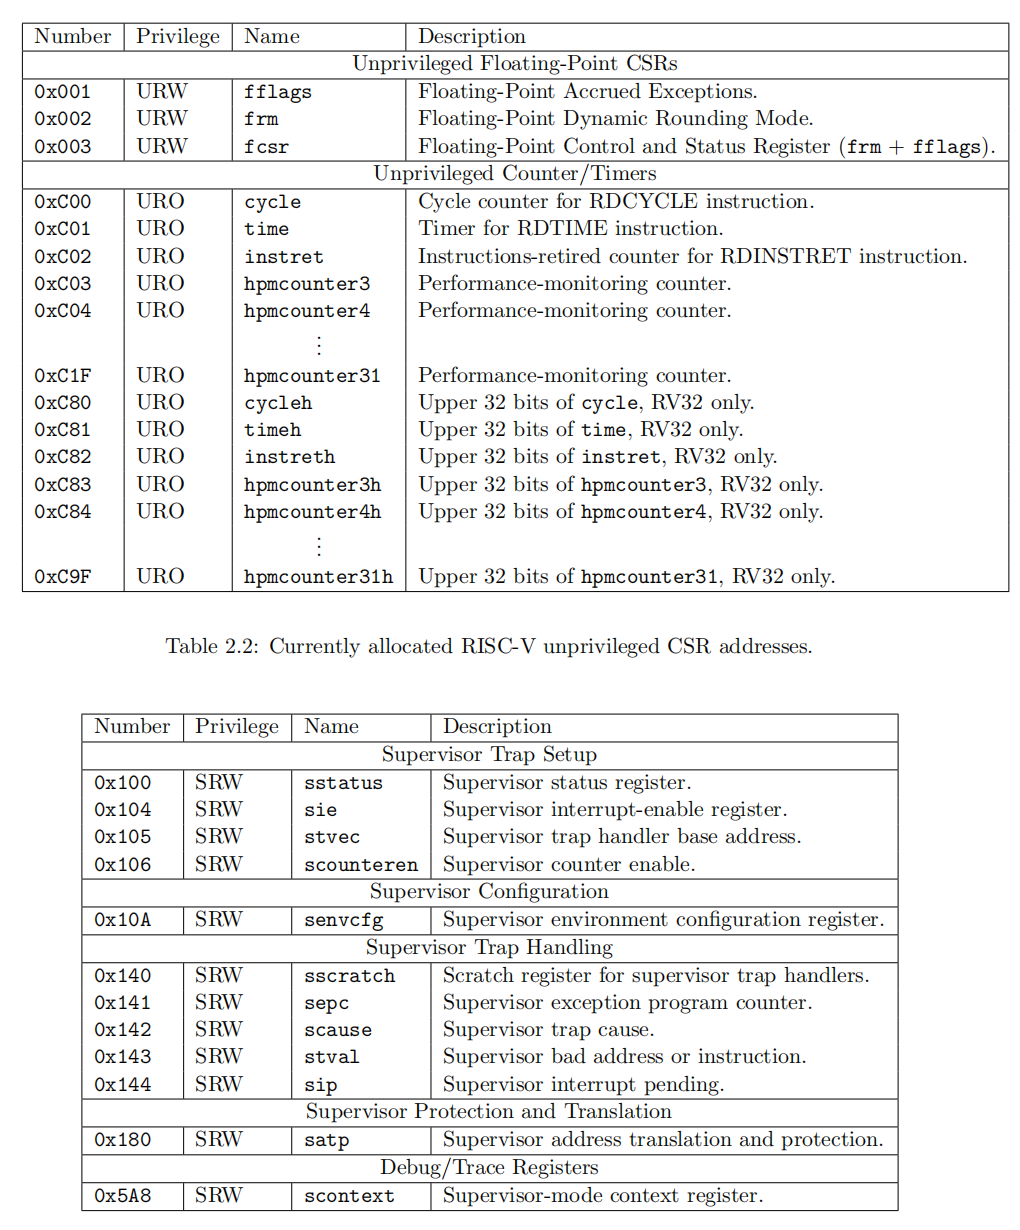 Number Privilege Name Description
Unprivileged Floating-Point CSRs
0x001 URW fflags Floating-Point Accrued Exceptions.
0x002 URW frm Floating-Point Dynamic Rounding Mode.
0x003 URW fcsr Floating-Point Control and Status Register (frm + fflags).
Unprivileged Counter/Timers
0xC00 URO cycle Cycle counter for RDCYCLE instruction.
0xC01 URO time Timer for RDTIME instruction.
0xC02 URO instret Instructions-retired counter for RDINSTRET instruction.
0xC03 URO hpmcounter3 Performance-monitoring counter.
0xC04 URO hpmcounter4 Performance-monitoring counter.
⋮
0xC1F URO hpmcounter31 Performance-monitoring counter.
0xC80 URO cycleh Upper 32 bits of cycle, RV32 only.
0xC81 URO timeh Upper 32 bits of time, RV32 only.
0xC82 URO instreth Upper 32 bits of instret, RV32 only.
0xC83 URO hpmcounter3h Upper 32 bits of hpmcounter3, RV32 only.
0xC84 URO hpmcounter4h Upper 32 bits of hpmcounter4, RV32 only.
⋮
0xC9F URO hpmcounter31h Upper 32 bits of hpmcounter31, RV32 only.
Table 2.2: Currently allocated RISC-V unprivileged CSR addresses.
Number Privilege Name Description
Supervisor Trap Setup
0x100 SRW sstatus Supervisor status register.
0x104 SRW sie Supervisor interrupt-enable register.
0x105 SRW stvec Supervisor trap handler base address.
0x106 SRW scounteren Supervisor counter enable.
Supervisor Configuration
0x10A SRW senvcfg Supervisor environment configuration register.
Supervisor Trap Handling
0x140 SRW sscratch Scratch register for supervisor trap handlers.
0x141 SRW sepc Supervisor exception program counter.
0x142 SRW scause Supervisor trap cause.
0x143 SRW stval Supervisor bad address or instruction.
0x144 SRW sip Supervisor interrupt pending.
Supervisor Protection and Translation
0x180 SRW satp Supervisor address translation and protection.
Debug/Trace Registers
0x5A8 SRW scontext Supervisor-mode context register.